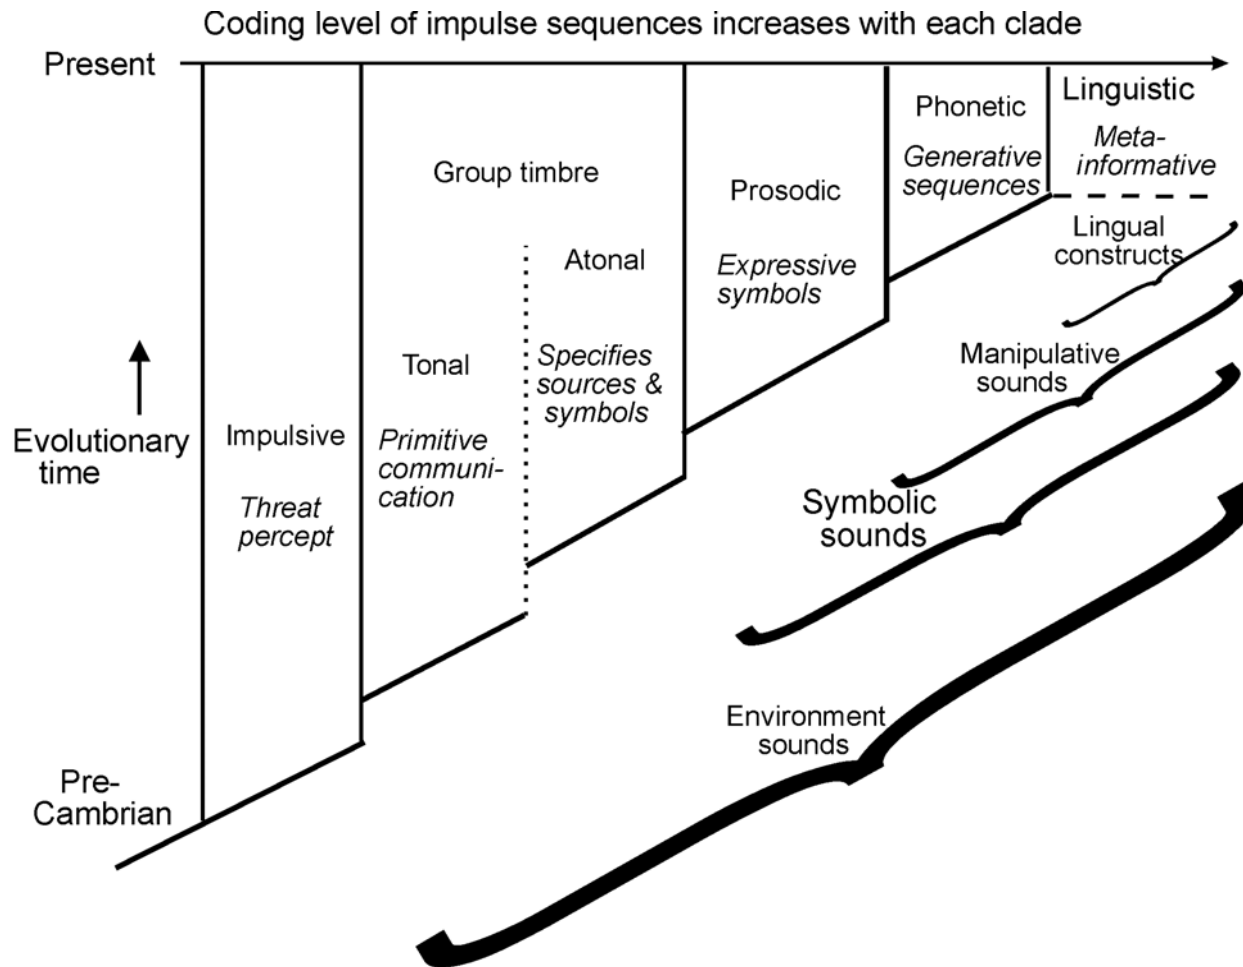 Coding level of impulse sequences increases with each clade
Present
Linguistic
Meta-
informative
Phonetic
Generative
sequences
Group timbre
Prosodic
Expressive
symbols
Lingual
constructs
Atonal
Specifies
sources &
symbols
Tonal
Primitive
communi-
cation
Manipulative
sounds
Evolutionary
time
Impulsive
Threat
percept
Symbolic
sounds
Environment
sounds
Pre-
Cambrian